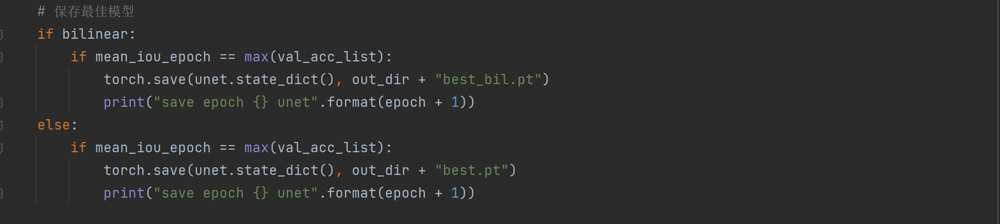 # 保存最佳模型
if bilinear:
    if mean_iou_epoch == max(val_acc_list):
        torch.save(unet.state_dict(), out_dir + "best_bil.pt")
        print("save epoch {} unet".format(epoch + 1))
else:
    if mean_iou_epoch == max(val_acc_list):
        torch.save(unet.state_dict(), out_dir + "best.pt")
        print("save epoch {} unet".format(epoch + 1))